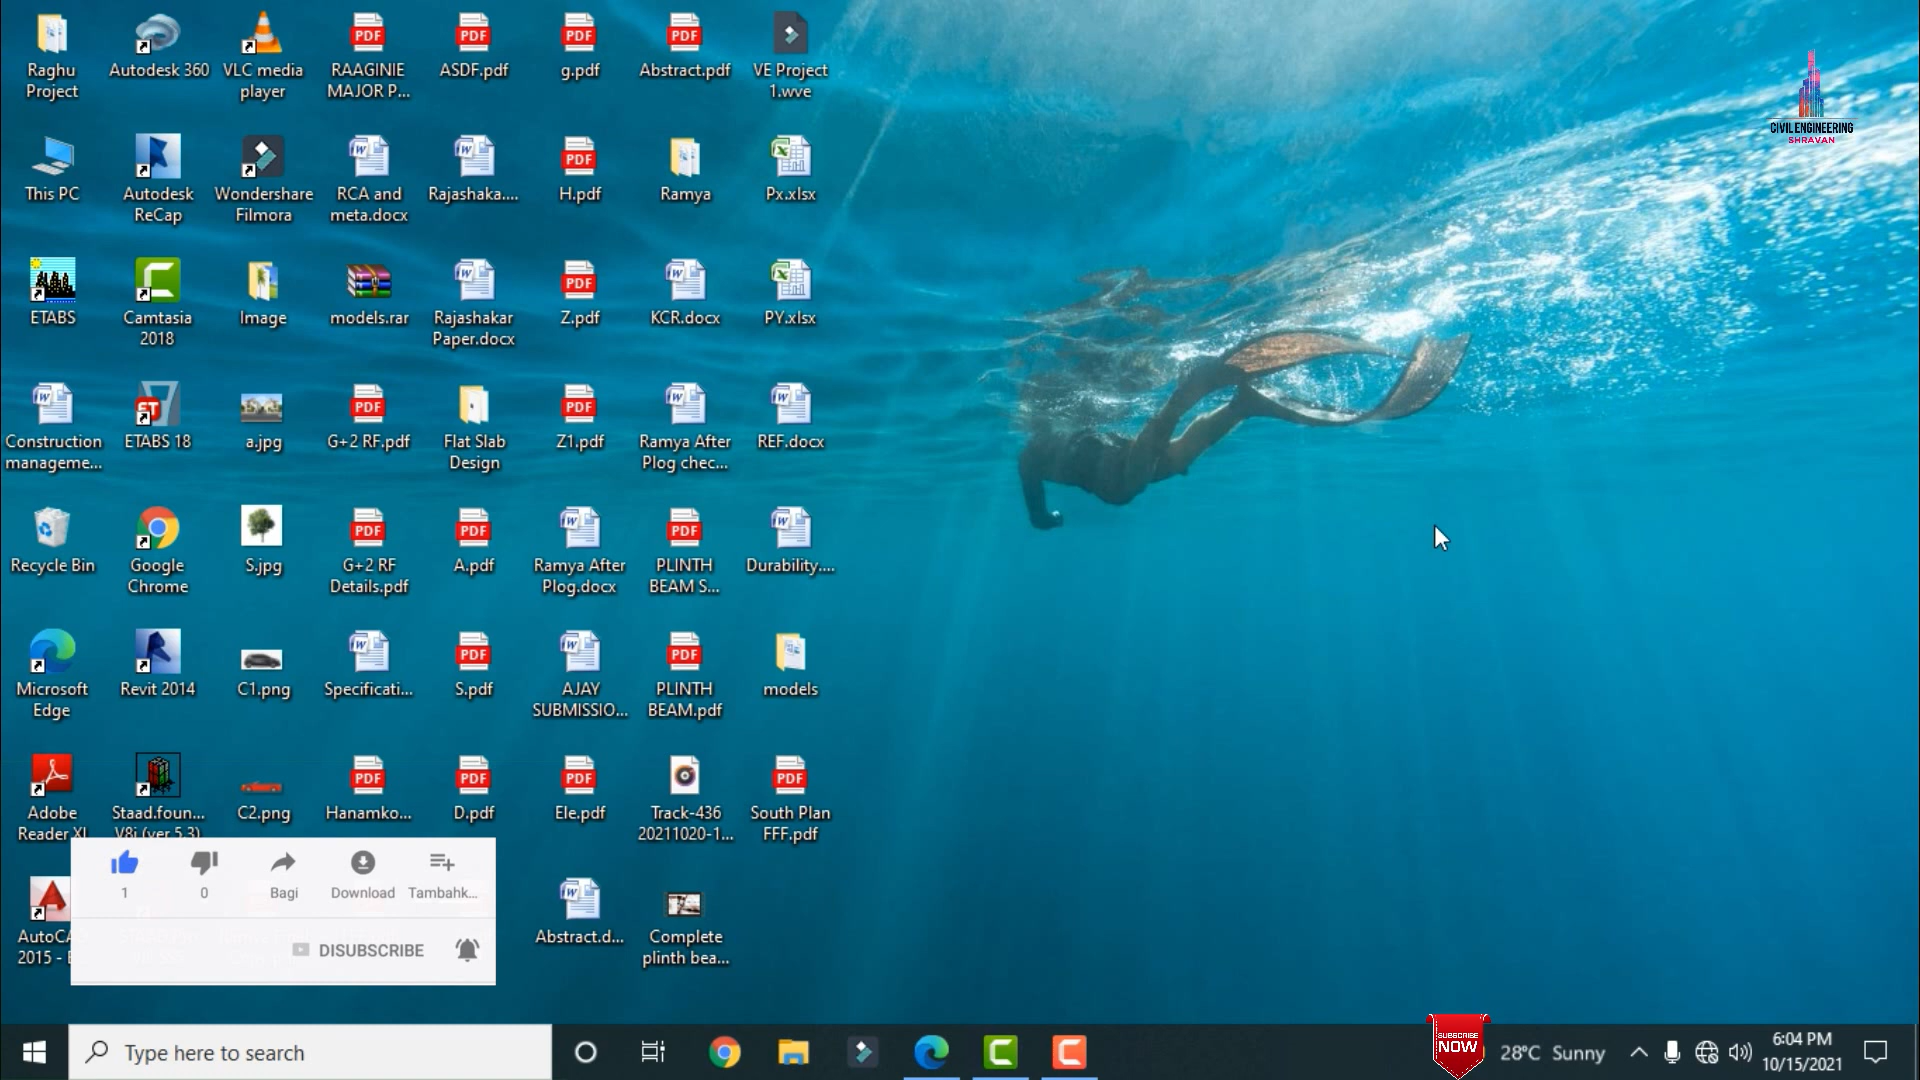 Raghu
Project
Autodesk 360
VLC media
player
RAAGINIE
MAJOR P...
ASDF.pdf
g.pdf
Abstract.pdf
VE Project
1.wve
CIVIL ENGINEERING
SHRAVAN
This PC
Autodesk
ReCap
Wondershare
Filmora
RCA and
meta.docx
Rajashaka....
H.pdf
Ramya
Px.xlsx
ETABS
Camtasia
2018
Image
models.rar
Rajashakar
Paper.docx
Z.pdf
KCR.docx
PY.xlsx
Construction
manageme...
ETABS 18
a.jpg
G+2 RF.pdf
Flat Slab
Design
Z1.pdf
Ramya After
Plog chec...
REF.docx
Recycle Bin
Google
Chrome
S.jpg
G+2 RF
Details.pdf
A.pdf
Ramya After
Plog.docx
PLINTH
BEAM S...
Durability....
Microsoft
Edge
Revit 2014
C1.png
Specificati...
S.pdf
AJAY
SUBMISSIO...
PLINTH
BEAM.pdf
models
Adobe
Reader XI
Staad.foun...
V8i (ver 5.3)
C2.png
Hanamko...
D.pdf
Ele.pdf
Track-436
20211020-1...
South Plan
FFF.pdf
1
0
Bagi
Download
Tambahk...
DISUBSCRIBE
AutoCA
2015 - E
Abstract.d...
Complete
plinth bea...
Type here to search
SUBSCRIBE
NOW
28°C Sunny
6:04 PM
10/15/2021